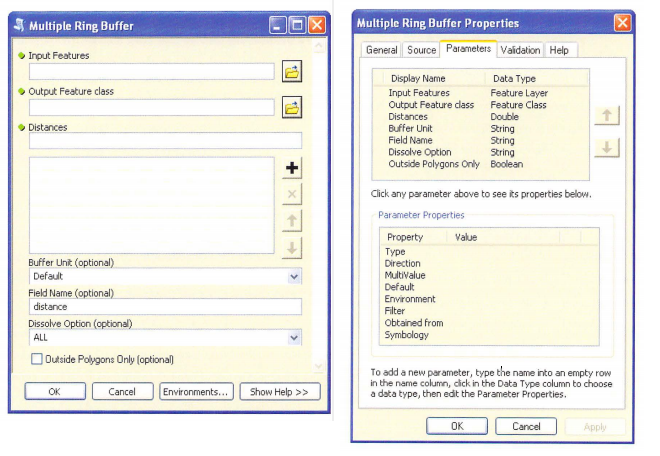 Multiple Ring Buffer
Input Features
Output Feature class
Distances
Buffer Unit (optional)
Default
Field Name (optional)
distance
Dissolve Option (optional)
ALL
Outside Polygons Only (optional)
OK Cancel Environments... Show Help >>
Multiple Ring Buffer Properties
General Source Parameters Validation Help
Display Name Data Type
Input Features Feature Layer
Output Feature class Feature Class
Distances Double
Buffer Unit String
Field Name String
Dissolve Option String
Outside Polygons Only Boolean
Click any parameter above to see its properties below.
Parameter Properties
Property Value
Type
Direction
MultiValue
Default
Environment
Filter
Obtained from
Symbology
To add a new parameter, type the name into an empty row
in the name column, click in the Data Type column to choose
a data type, then edit the Parameter Properties.
OK Cancel Apply